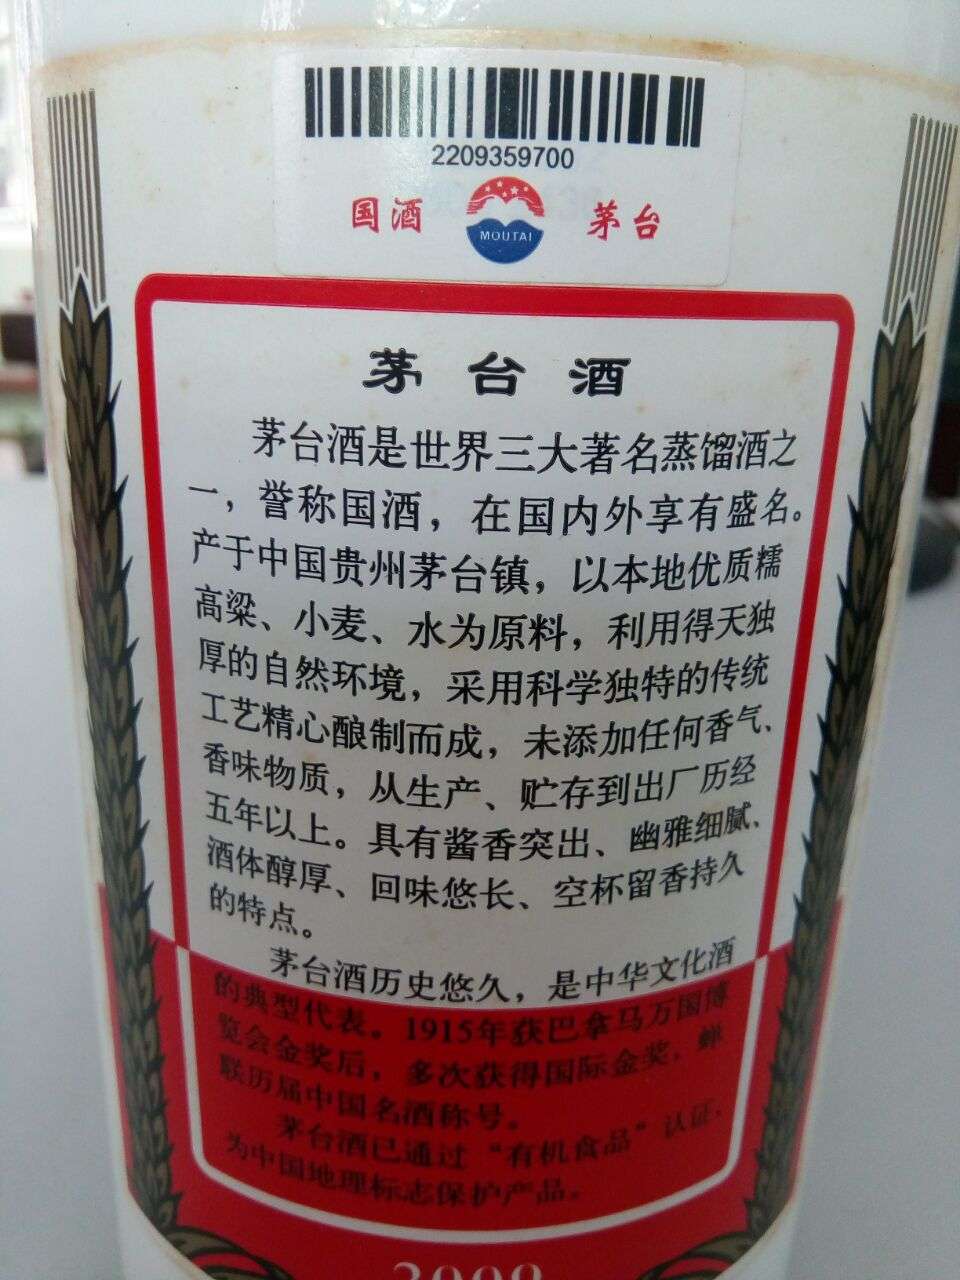 2209359700
国酒 MOUTAI 茅台
茅台酒
茅台酒是世界三大著名蒸馏酒之
一，誉称国酒，在国内外享有盛名。
产于中国贵州茅台镇，以本地优质糯
高粱、小麦、水为原料，利用得天独
厚的自然环境，采用科学独特的传统
工艺精心酿制而成，未添加任何香气、
香味物质，从生产、贮存到出厂历经
五年以上。具有酱香突出、幽雅细腻、
酒体醇厚、回味悠长、空杯留香持久
的特点。
茅台酒历史悠久，是中华文化酒
的典型代表。1915年获巴拿马万国博
览会金奖后，多次获得国际金奖，蝉
联历届中国名酒称号。
茅台酒已通过“有机食品”认证，
为中国地理标志保护产品。